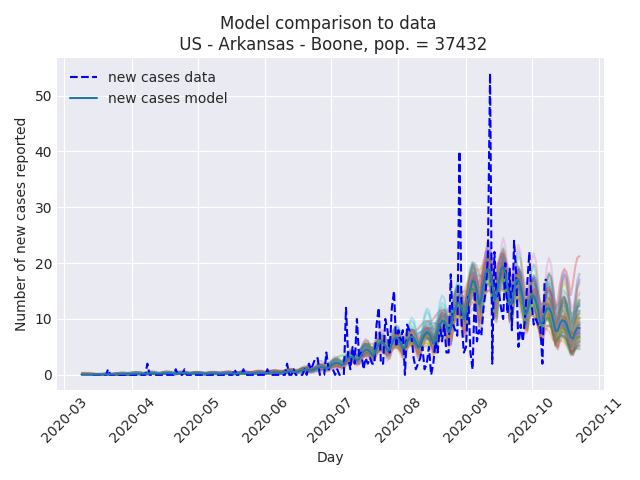 Model comparison to data
US - Arkansas - Boone, pop. = 37432
new cases data
new cases model
Number of new cases reported
50
40
30
20
10
0
2020-03
2020-04
2020-05
2020-06
2020-07
2020-08
2020-09
2020-10
2020-11
Day